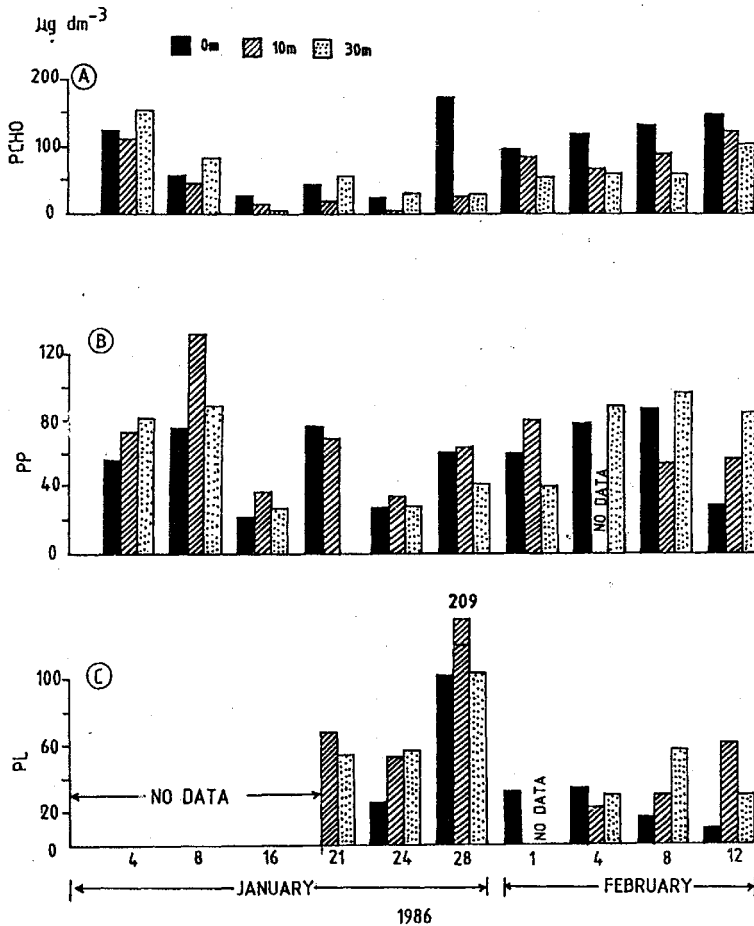 µg dm-3
0m 10m 30m
A
200
100
0
PCHO
B
120
80
40
0
PP
NO DATA
209
C
100
60
20
0
PL
NO DATA
NO DATA
4 8 16 21 24 28 1 4 8 12
JANUARY FEBRUARY
1986